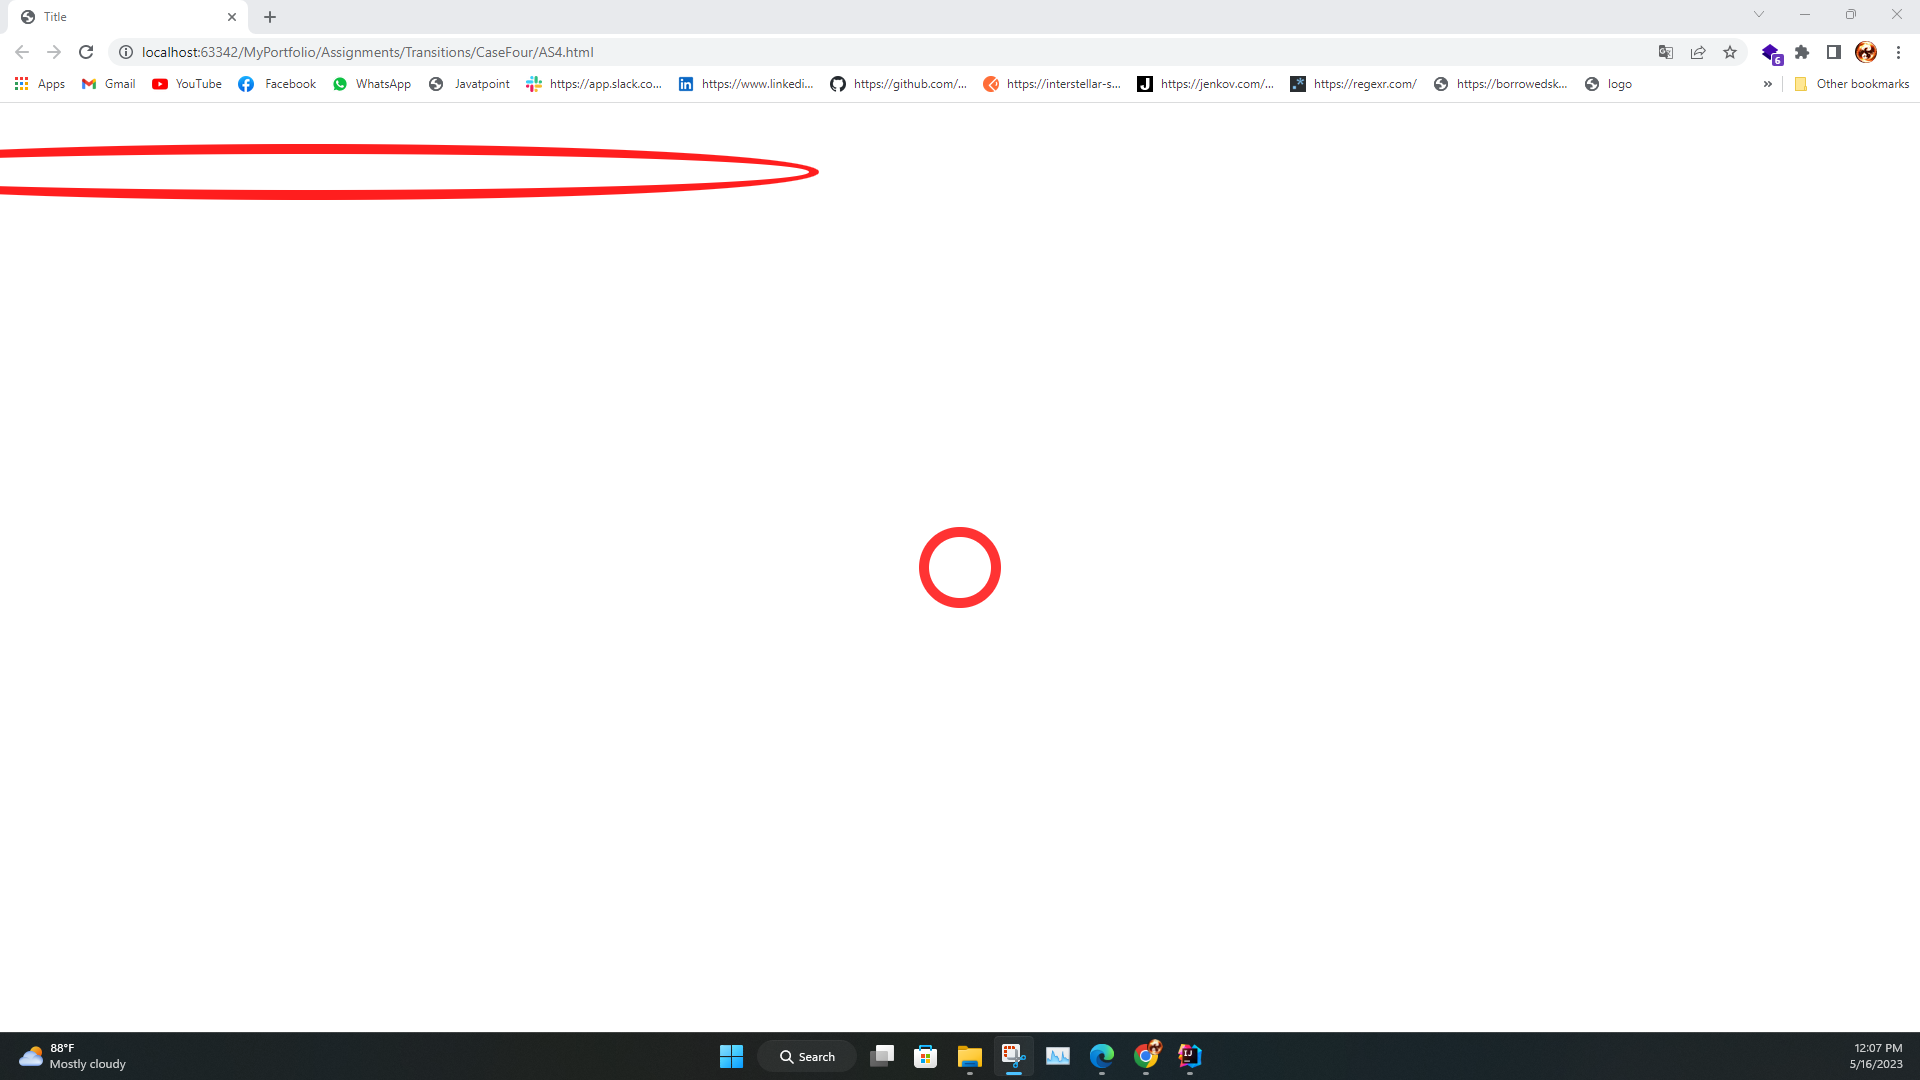 Title
localhost:63342/MyPortfolio/Assignments/Transitions/CaseFour/AS4.html
6
Apps Gmail YouTube Facebook WhatsApp Javatpoint https://app.slack.co... https://www.linkedi... https://github.com/... https://interstellar-s... https://jenkov.com/... https://regexr.com/ https://borrowedsk... logo » Other bookmarks
88°F
Mostly cloudy
Search
12:07 PM
5/16/2023